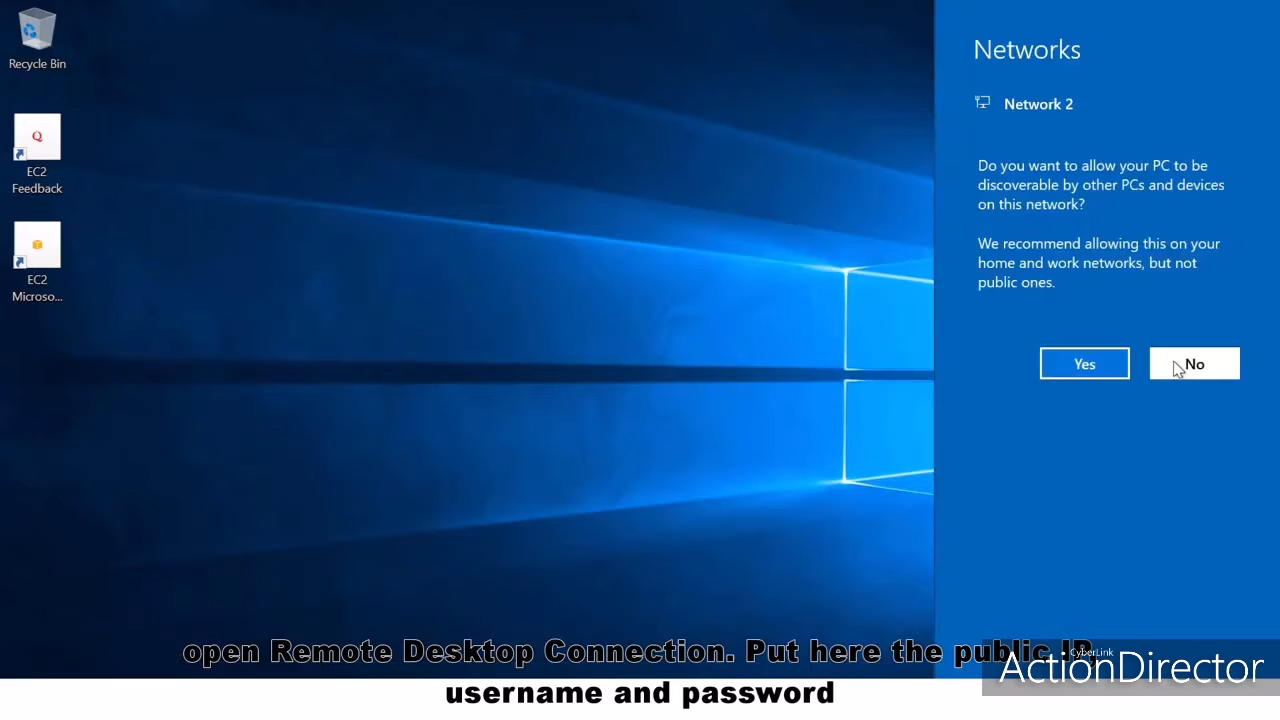 Recycle Bin
Q
EC2
Feedback
EC2
Microso...
Networks
Network 2
Do you want to allow your PC to be
discoverable by other PCs and devices
on this network?
We recommend allowing this on your
home and work networks, but not
public ones.
Yes
No
open Remote Desktop Connection. Put here the public IP,
username and password
CyberLink
ActionDirector